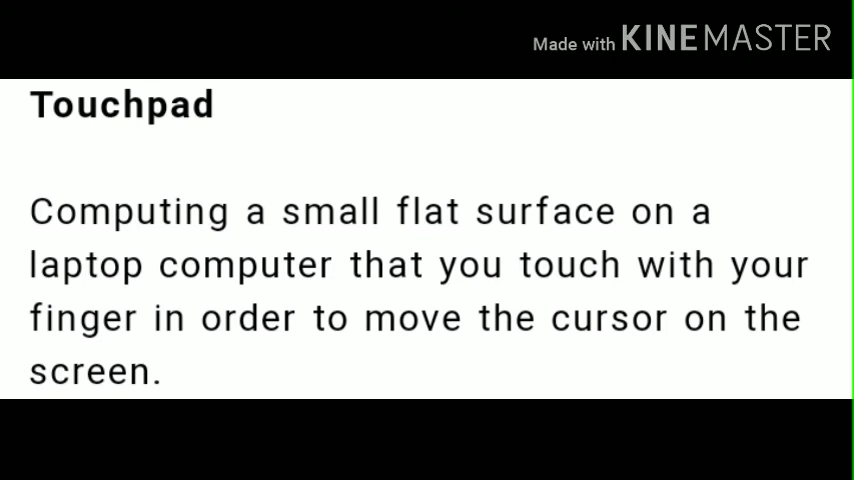 Made with KINEMASTER
Touchpad
Computing a small flat surface on a
laptop computer that you touch with your
finger in order to move the cursor on the
screen.